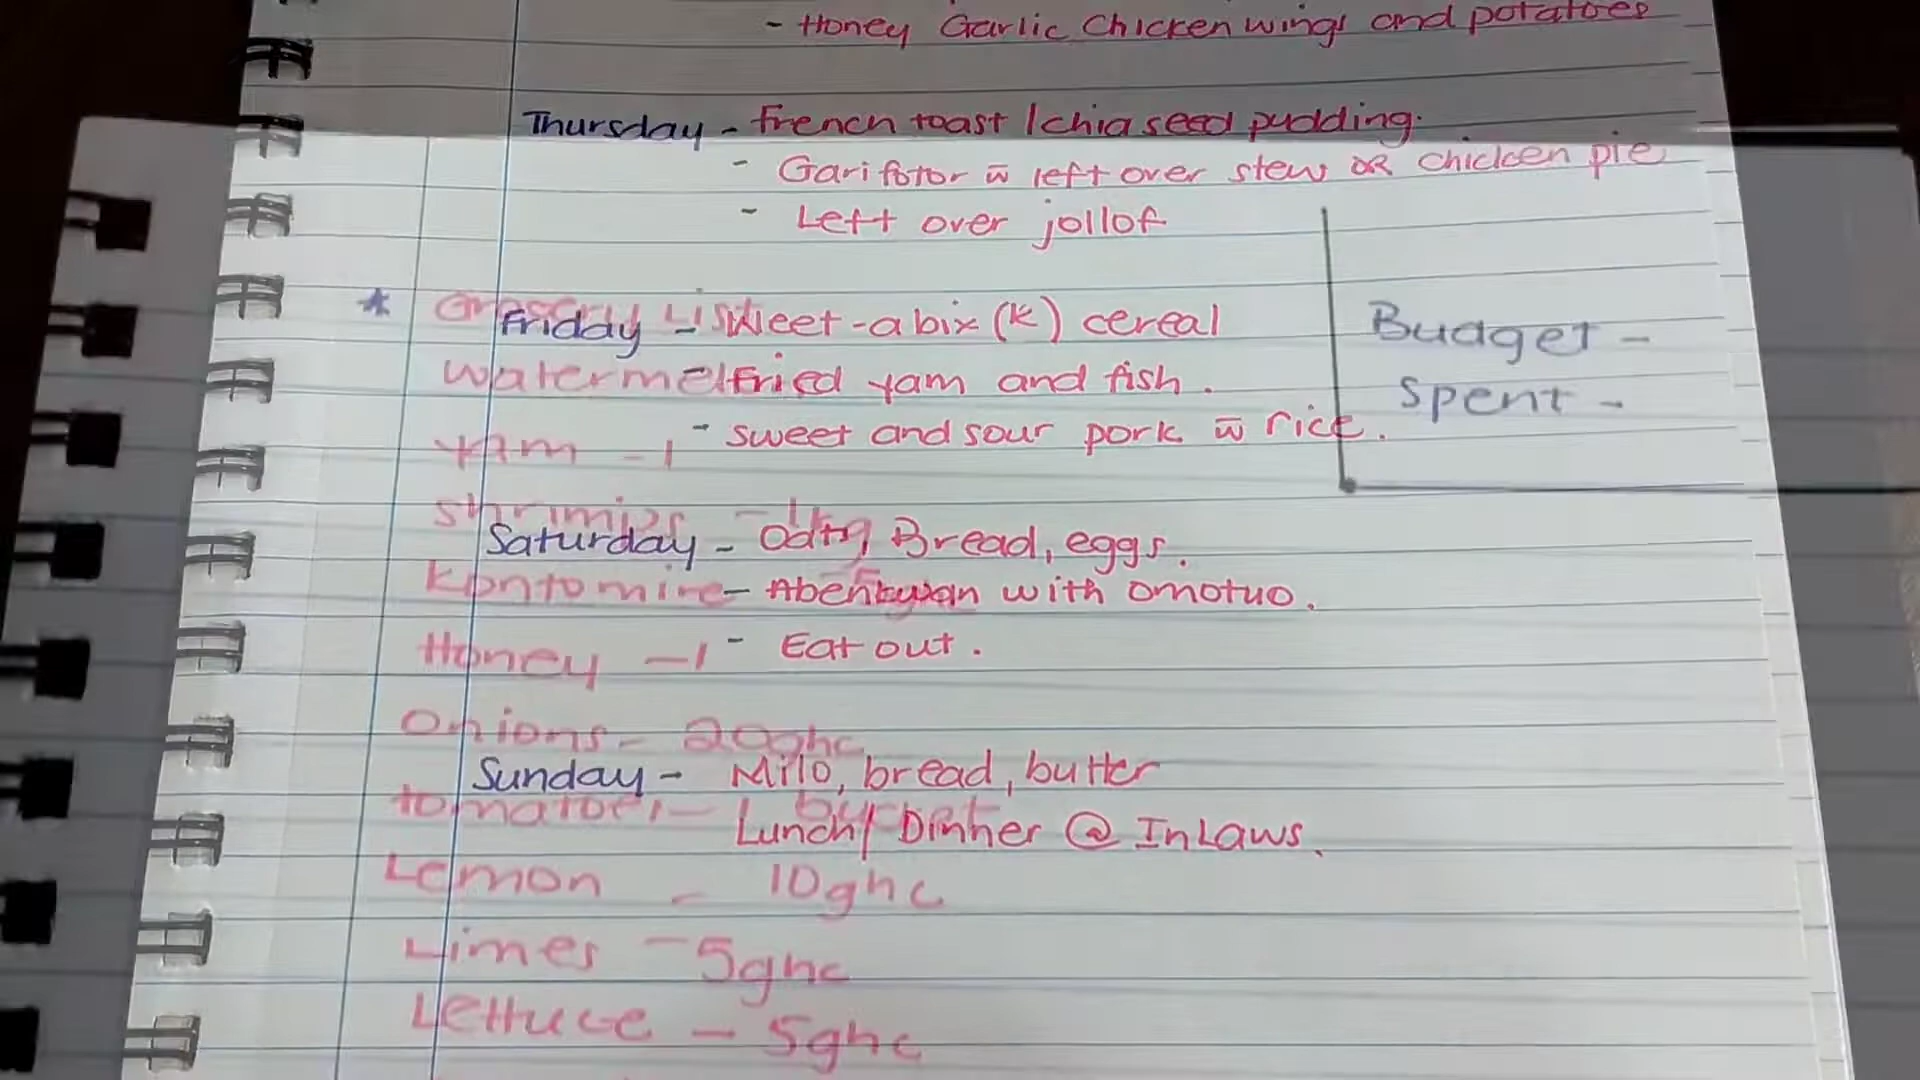 - Honey Garlic Chicken wings and potatoes
Thursday - French toast / chia seed pudding.
- Gari fotor w̄ left over stew OR chicken pie
- Left over jollof
Friday - Weet-abix (K) cereal
- Fried yam and fish.
- sweet and sour pork w̄ rice.
Saturday - Oats, Bread, eggs.
- Abenkwan with omotuo.
- Eat out.
Sunday - Milo, bread, butter
Lunch/ Dinner @ InLaws.
* Grocery List
Budget -
Spent -
watermel
Yam - 1
Shrimps - 1kg
Kontomire -
Honey - 1
Onions - 20ghc
tomatoes -
Lemon - 10ghc
Limes - 5ghc
Lettuce - 5ghc